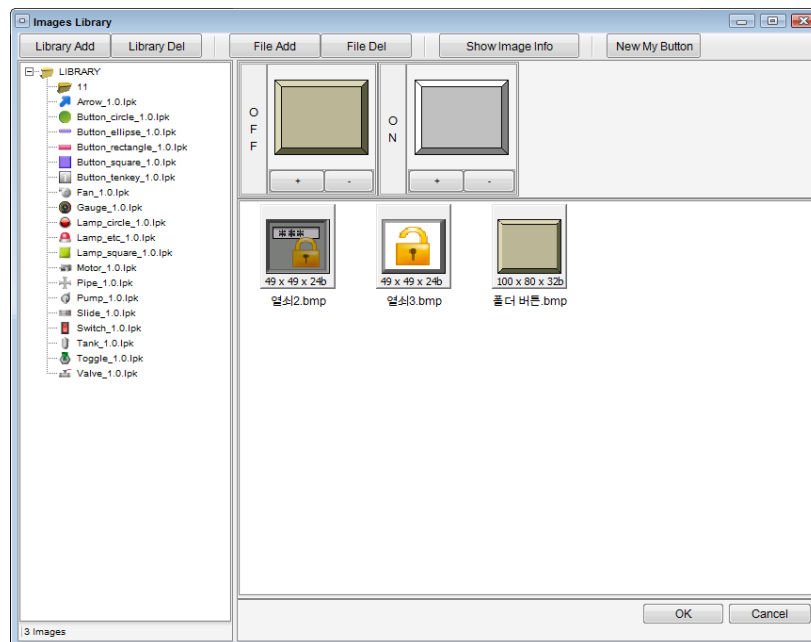 Images Library
Library Add Library Del File Add File Del Show Image Info New My Button
LIBRARY
11
Arrow_1.0.lpk
Button_circle_1.0.lpk
Button_ellipse_1.0.lpk
Button_rectangle_1.0.lpk
Button_square_1.0.lpk
Button_tenkey_1.0.lpk
Fan_1.0.lpk
Gauge_1.0.lpk
Lamp_circle_1.0.lpk
Lamp_etc_1.0.lpk
Lamp_square_1.0.lpk
Motor_1.0.lpk
Pipe_1.0.lpk
Pump_1.0.lpk
Slide_1.0.lpk
Switch_1.0.lpk
Tank_1.0.lpk
Toggle_1.0.lpk
Valve_1.0.lpk
3 Images
O
F
F
+ -
O
N
+ -
***
49 x 49 x 24b 49 x 49 x 24b 100 x 80 x 32b
열쇠2.bmp 열쇠3.bmp 폴더 버튼.bmp
OK Cancel